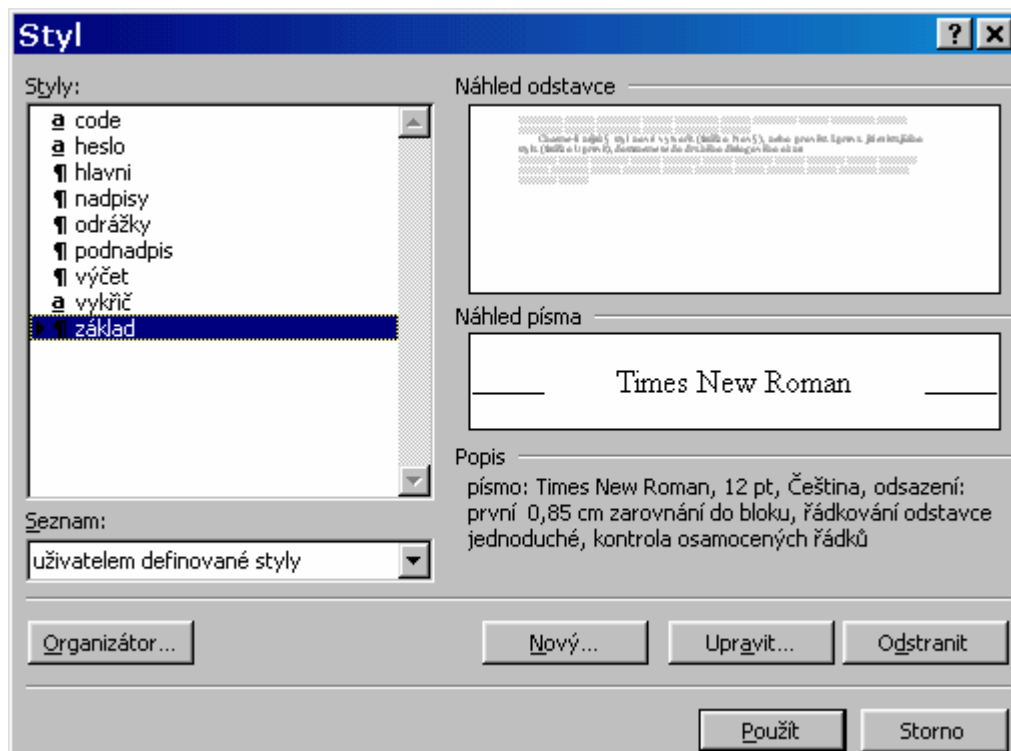 Styl
Styly:
a code
a heslo
¶ hlavni
¶ nadpisy
¶ odrážky
¶ podnadpis
¶ výčet
a vykřič
¶ základ
Seznam:
uživatelem definované styly
Náhled odstavce
Náhled písma
Times New Roman
Popis
písmo: Times New Roman, 12 pt, Čeština, odsazení:
první 0,85 cm zarovnání do bloku, řádkování odstavce
jednoduché, kontrola osamocených řádků
Organizátor...
Nový...
Upravit...
Odstranit
Použít
Storno